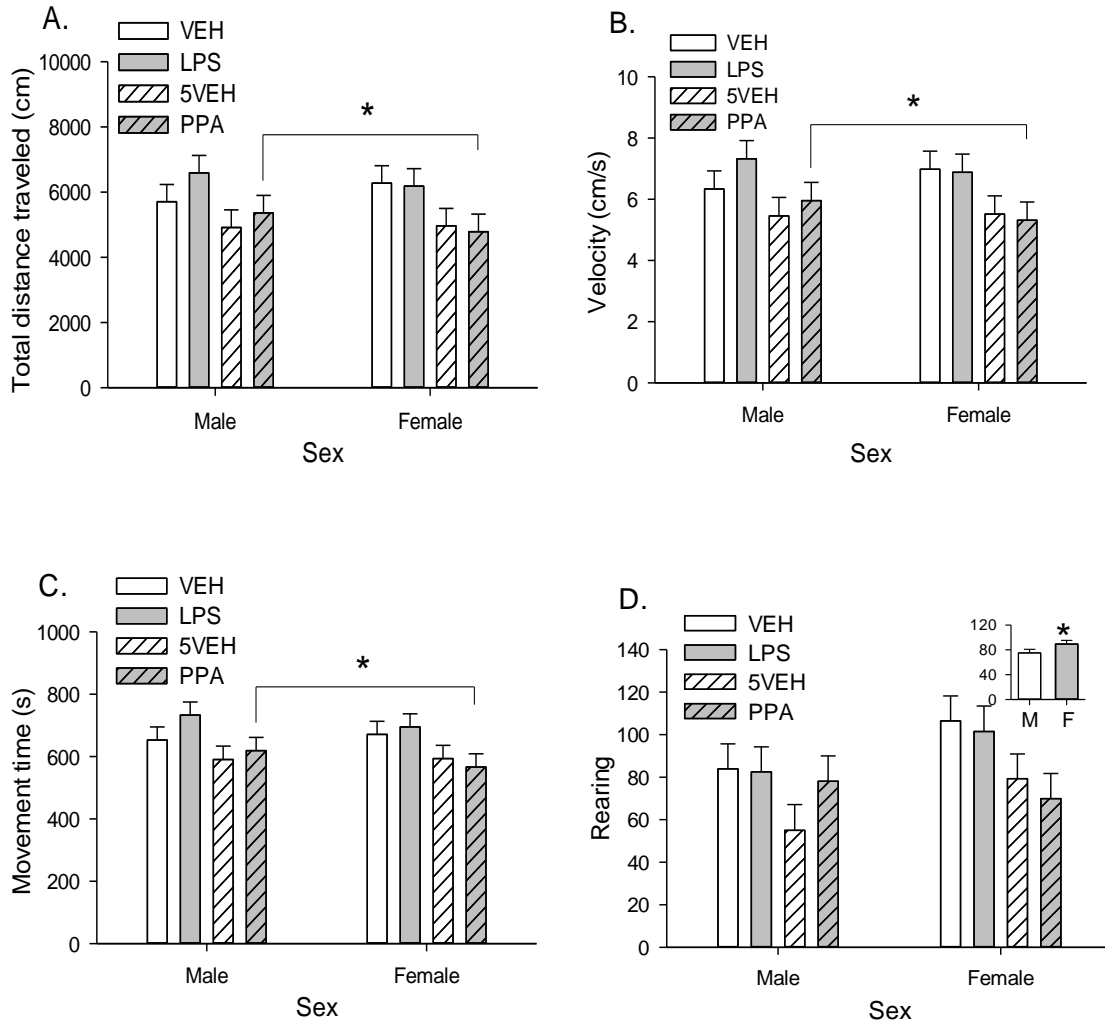 A.
VEH
LPS
5VEH
PPA
*
Total distance traveled (cm)
10000
8000
6000
4000
2000
0
Male Female
Sex
B.
VEH
LPS
5VEH
PPA
*
Velocity (cm/s)
10
8
6
4
2
0
Male Female
Sex
C.
VEH
LPS
5VEH
PPA
*
Movement time (s)
1000
800
600
400
200
0
Male Female
Sex
D.
VEH
LPS
5VEH
PPA
120
80
40
0
*
M F
Rearing
140
120
100
80
60
40
20
0
Male Female
Sex